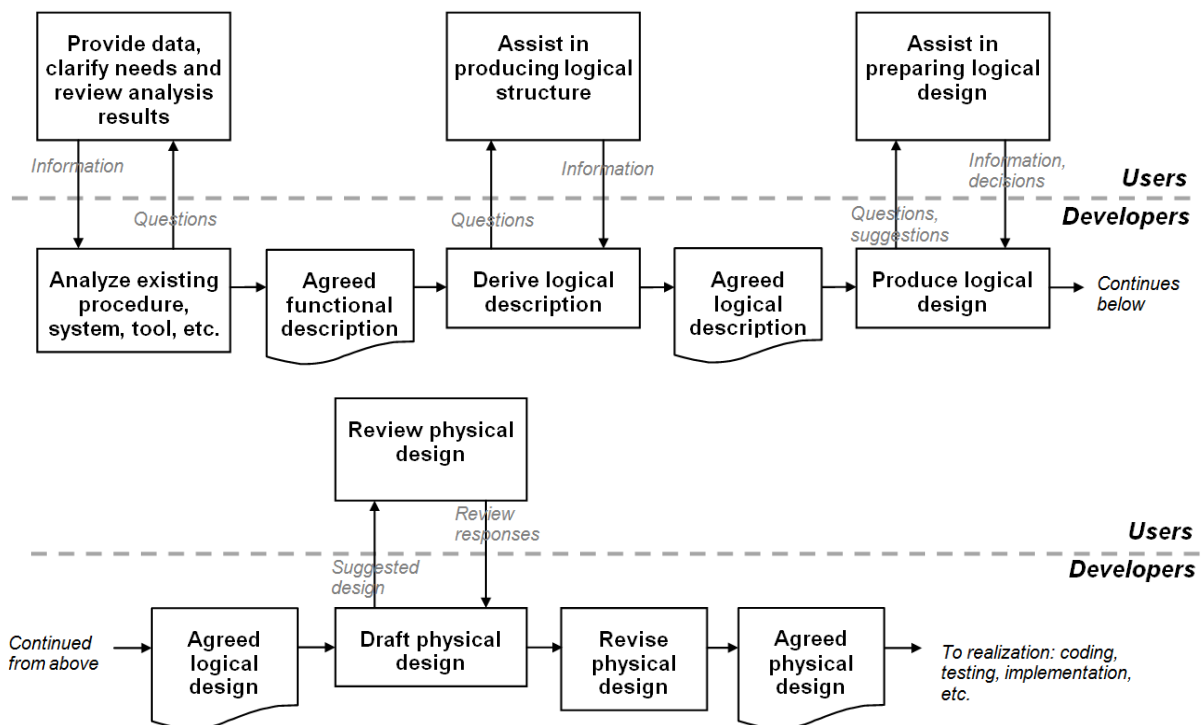 Provide data,
clarify needs and
review analysis
results
Assist in
producing logical
structure
Assist in
preparing logical
design
Information
Questions
Questions
Information
Questions,
suggestions
Information,
decisions
Users
Developers
Analyze existing
procedure,
system, tool, etc.
Agreed
functional
description
Derive logical
description
Agreed
logical
description
Produce logical
design
Continues
below
Review physical
design
Suggested
design
Review
responses
Users
Developers
Continued
from above
Agreed
logical
design
Draft physical
design
Revise
physical
design
Agreed
physical
design
To realization: coding,
testing, implementation,
etc.